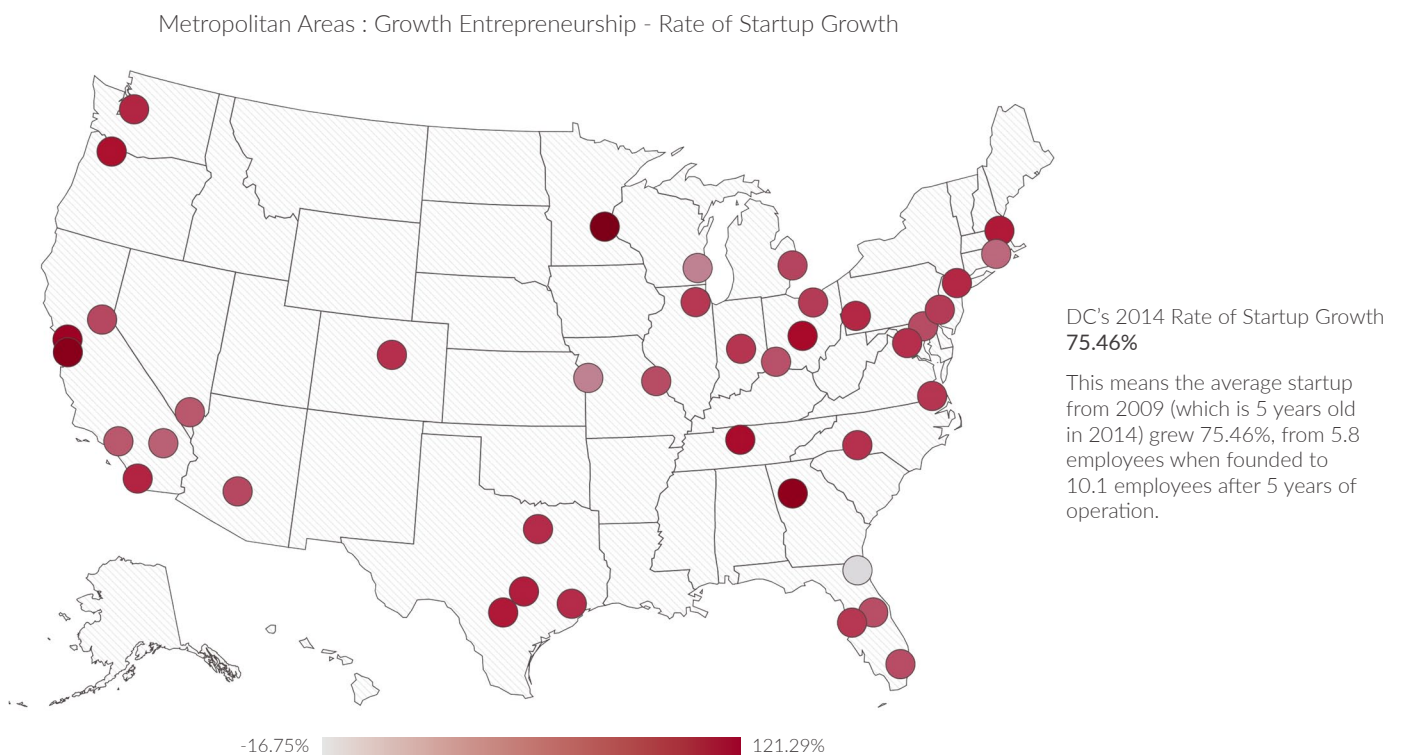 Metropolitan Areas : Growth Entrepreneurship - Rate of Startup Growth
DC’s 2014 Rate of Startup Growth
75.46%
This means the average startup
from 2009 (which is 5 years old
in 2014) grew 75.46%, from 5.8
employees when founded to
10.1 employees after 5 years of
operation.
-16.75%
121.29%